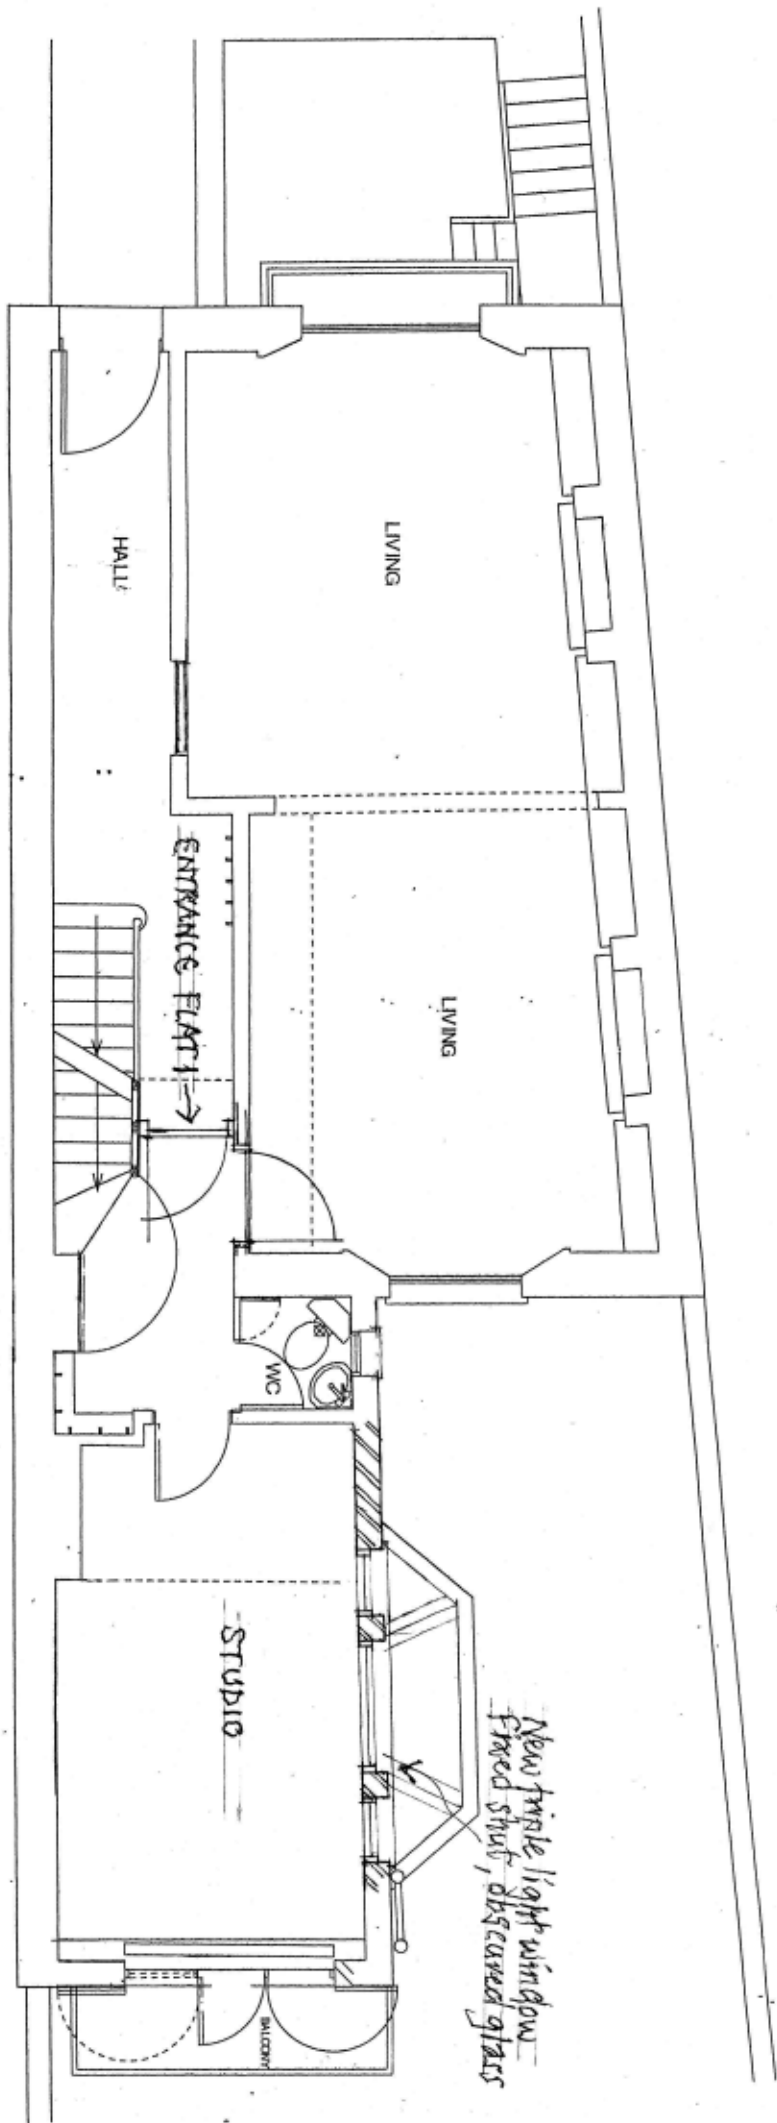 LIVING
HALL
LIVING
ENTRANCE FLAT 1 →
WC
STUDIO
New triple light window
fixed shut, obscured glass
BALCONY